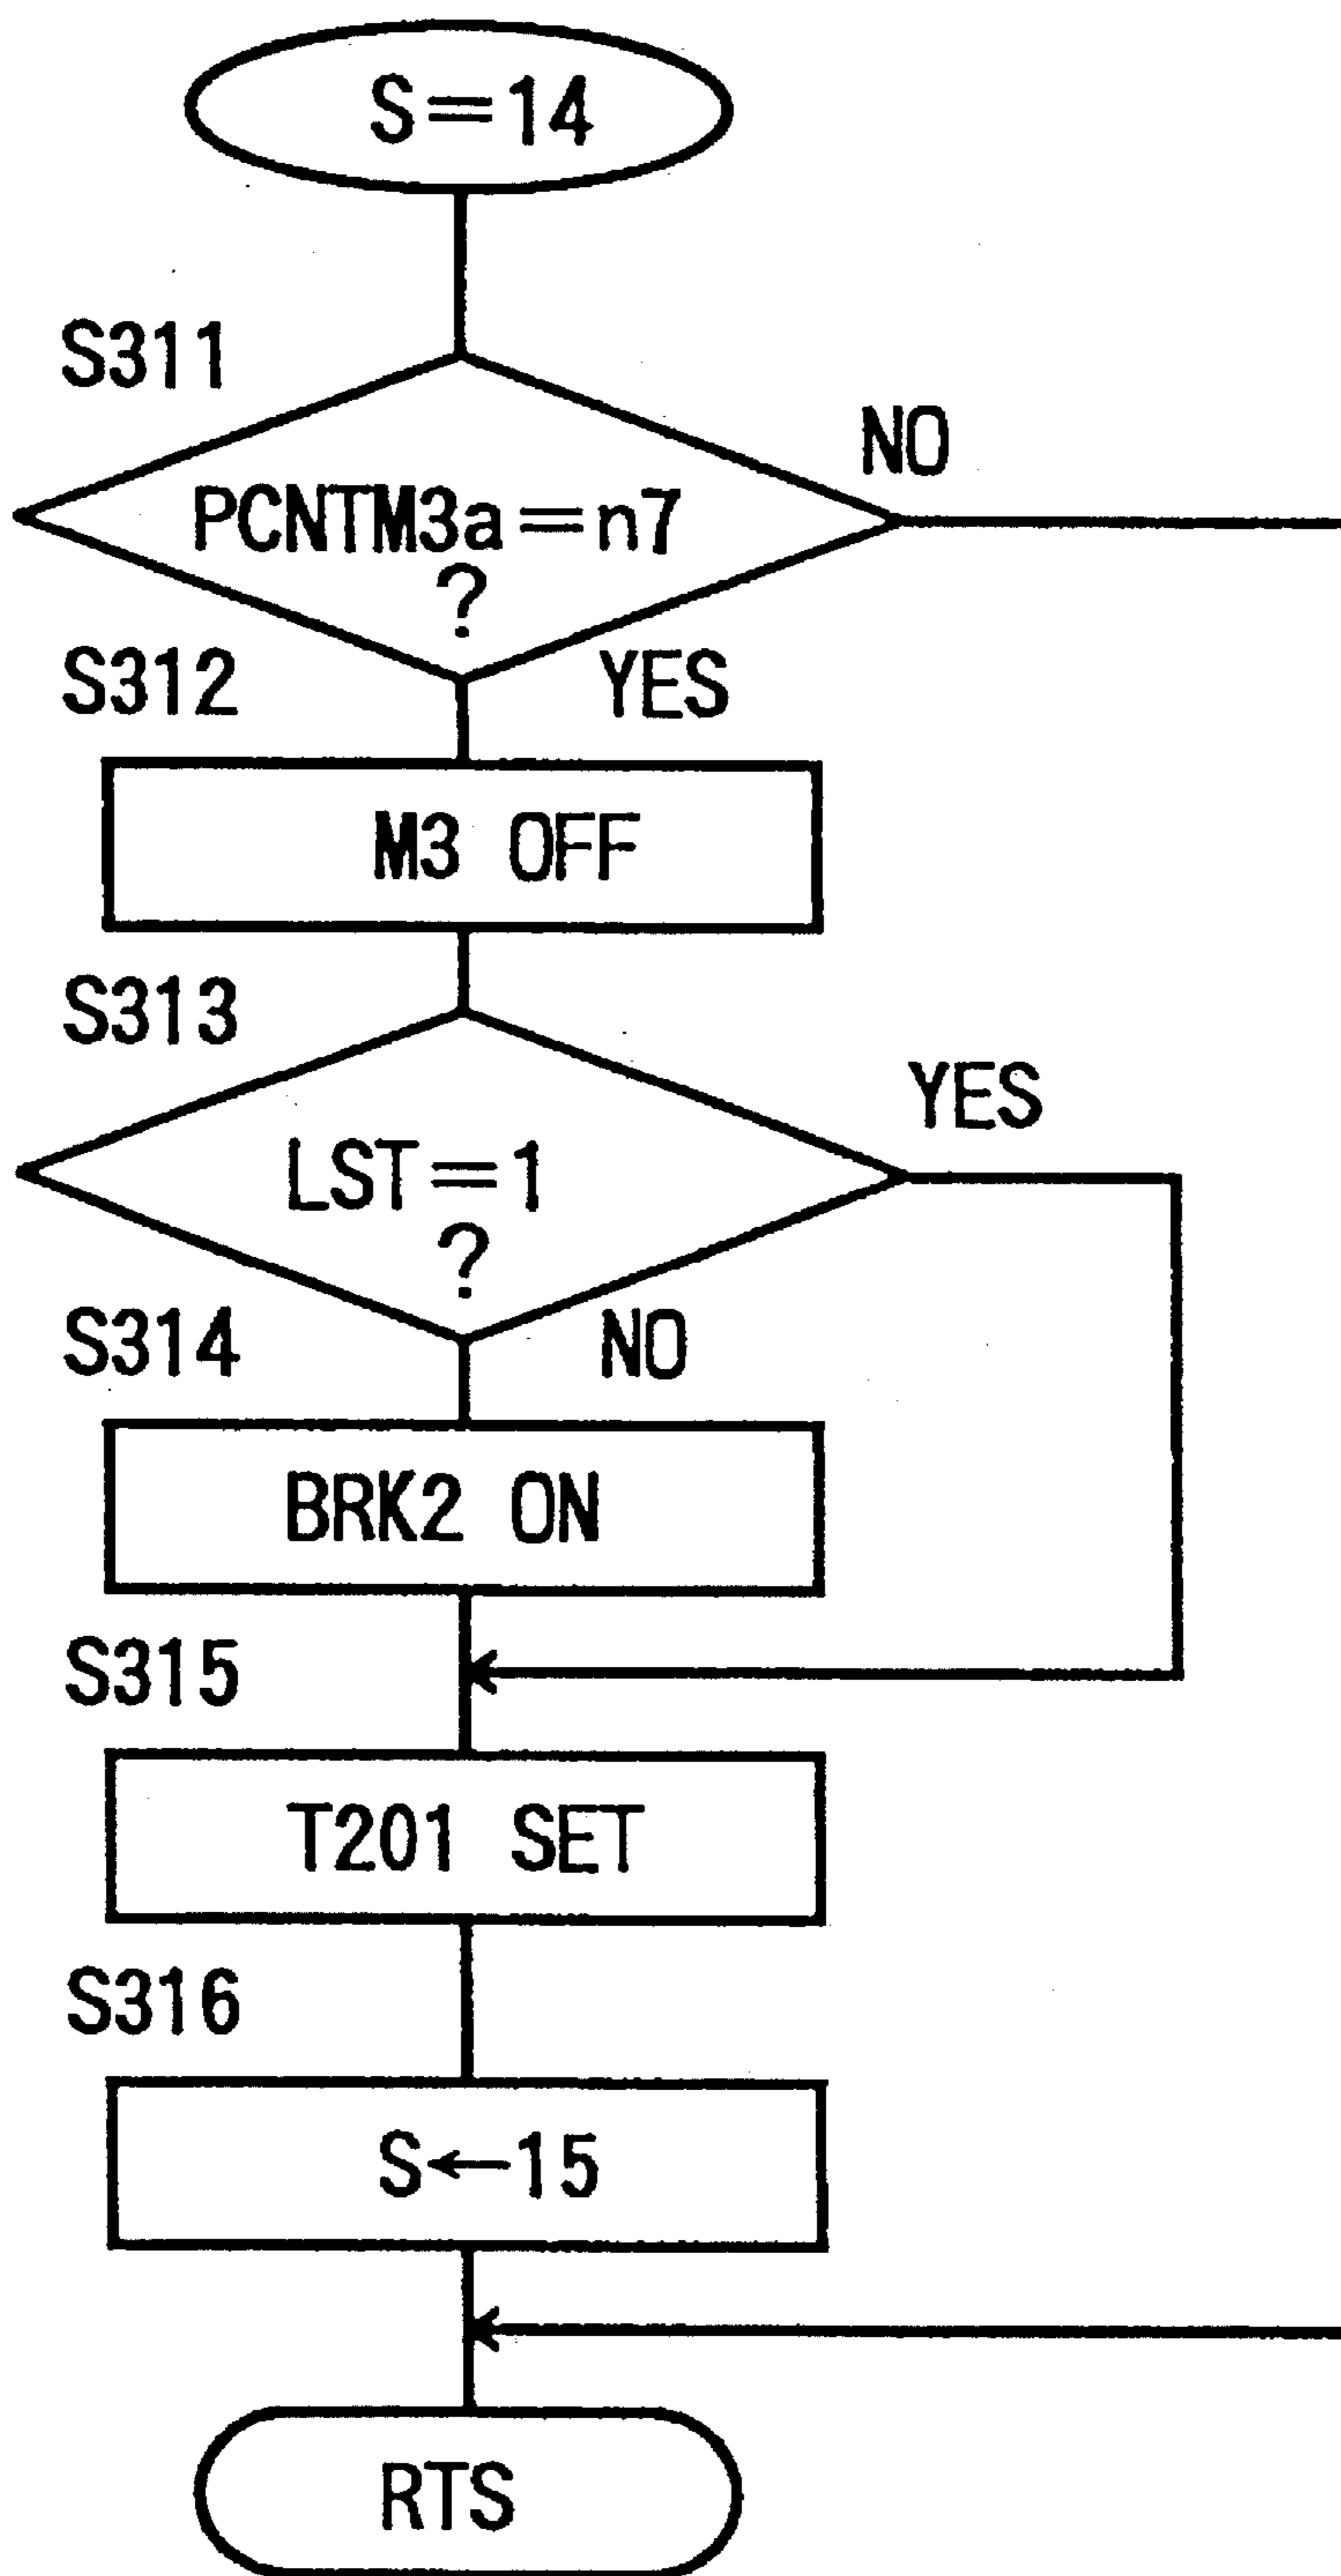 S=14
S311
NO
PCNTM3a=n7
?
S312
YES
M3 OFF
S313
YES
LST=1
?
S314
NO
BRK2 ON
S315
T201 SET
S316
S←15
RTS